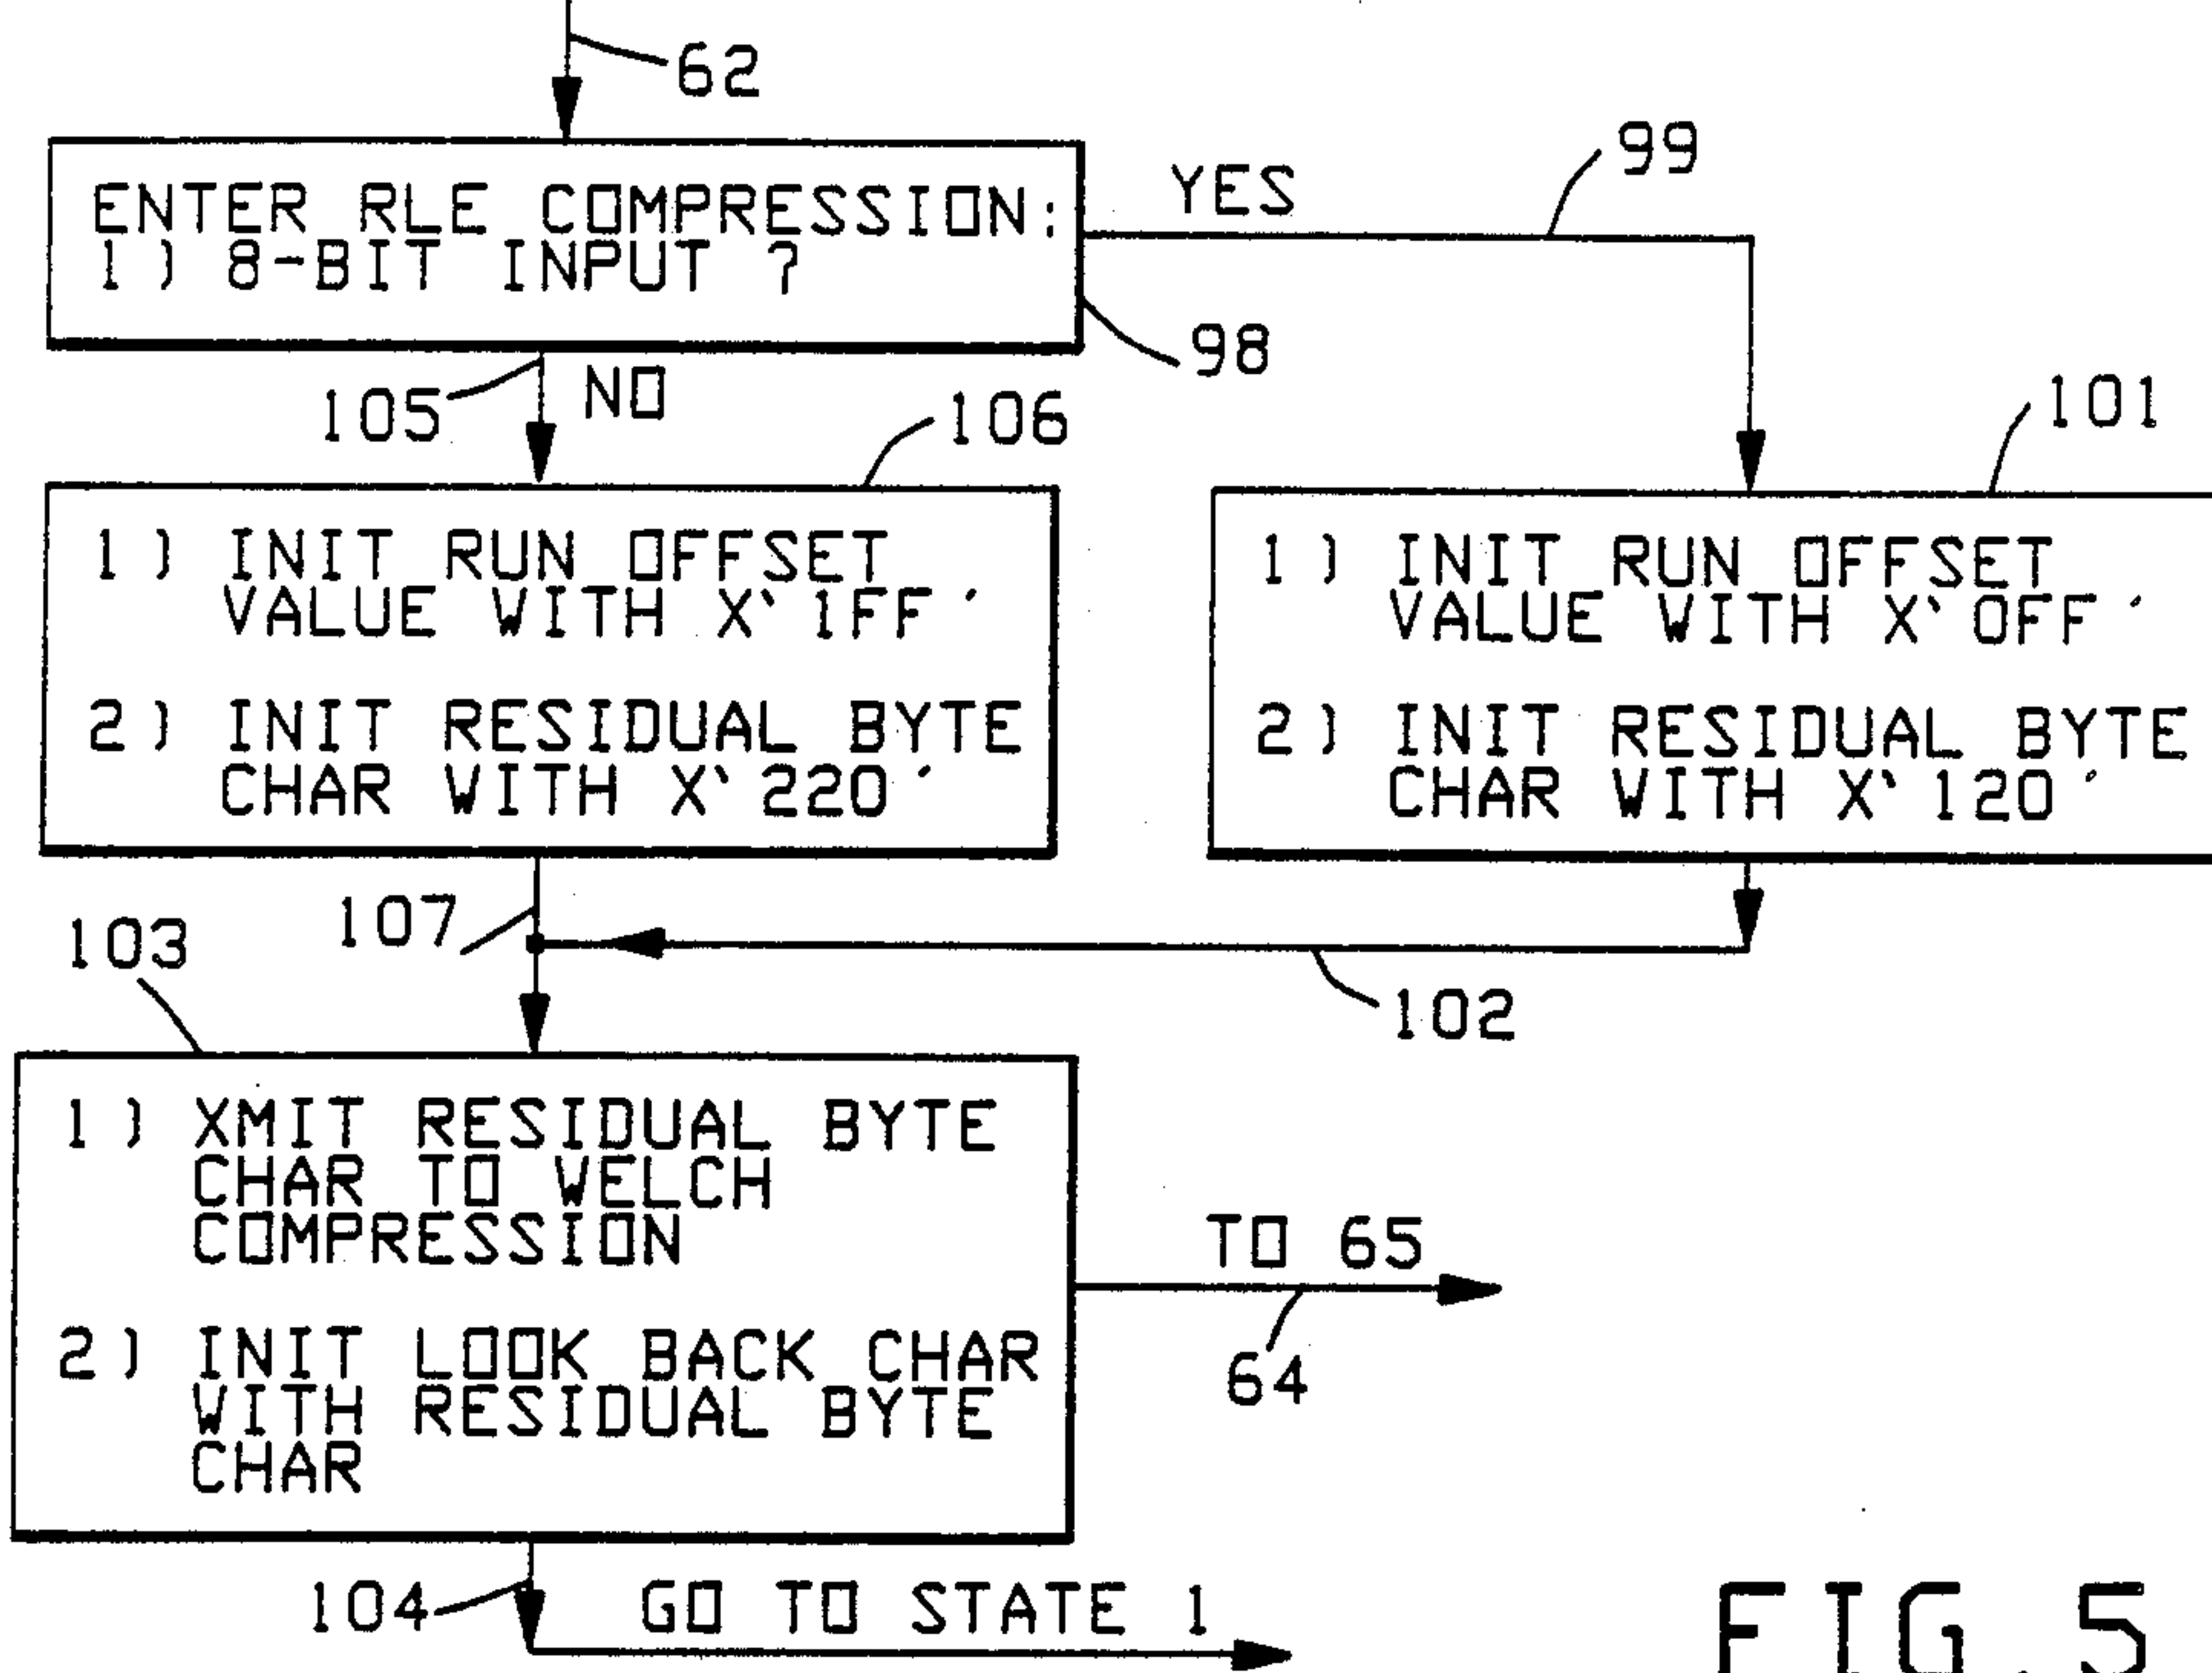 62
ENTER RLE COMPRESSION:
1) 8-BIT INPUT ?
YES
99
98
105
NO
106
101
1) INIT RUN OFFSET
VALUE WITH X‘1FF’
2) INIT RESIDUAL BYTE
CHAR WITH X‘220’
1) INIT RUN OFFSET
VALUE WITH X‘0FF’
2) INIT RESIDUAL BYTE
CHAR WITH X‘120’
107
103
102
1) XMIT RESIDUAL BYTE
CHAR TO WELCH
COMPRESSION
2) INIT LOOK BACK CHAR
WITH RESIDUAL BYTE
CHAR
TO 65
64
104
GO TO STATE 1
FIG.5